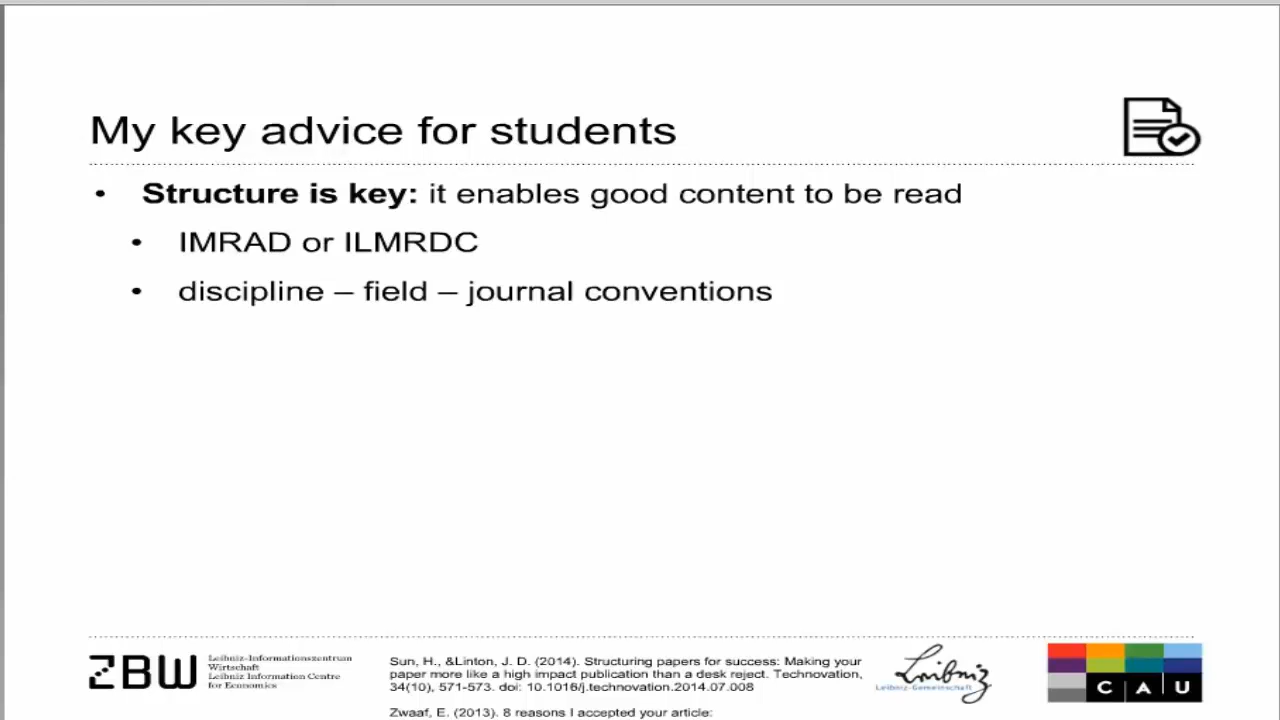 My key advice for students
• Structure is key: it enables good content to be read
• IMRAD or ILMRDC
• discipline – field – journal conventions
ZBW
Leibniz-Informationszentrum
Wirtschaft
Leibniz Information Centre
for Economics
Sun, H., &Linton, J. D. (2014). Structuring papers for success: Making your
paper more like a high impact publication than a desk reject. Technovation,
34(10), 571-573. doi: 10.1016/j.technovation.2014.07.008
Zwaaf, E. (2013). 8 reasons I accepted your article:
Leibniz
Leibniz-Gemeinschaft
C A U